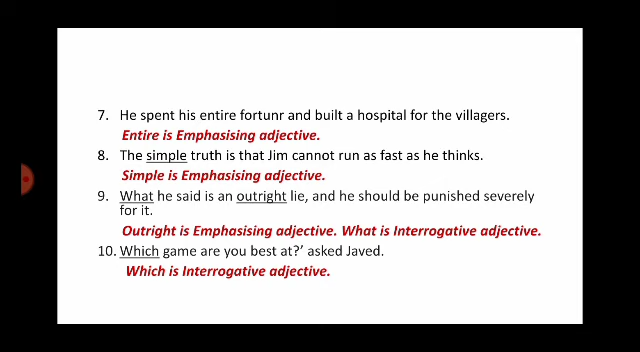 7. He spent his entire fortunr and built a hospital for the villagers.
Entire is Emphasising adjective.
8. The simple truth is that Jim cannot run as fast as he thinks.
Simple is Emphasising adjective.
9. What he said is an outright lie, and he should be punished severely
for it.
Outright is Emphasising adjective. What is Interrogative adjective.
10. Which game are you best at?’ asked Javed.
Which is Interrogative adjective.